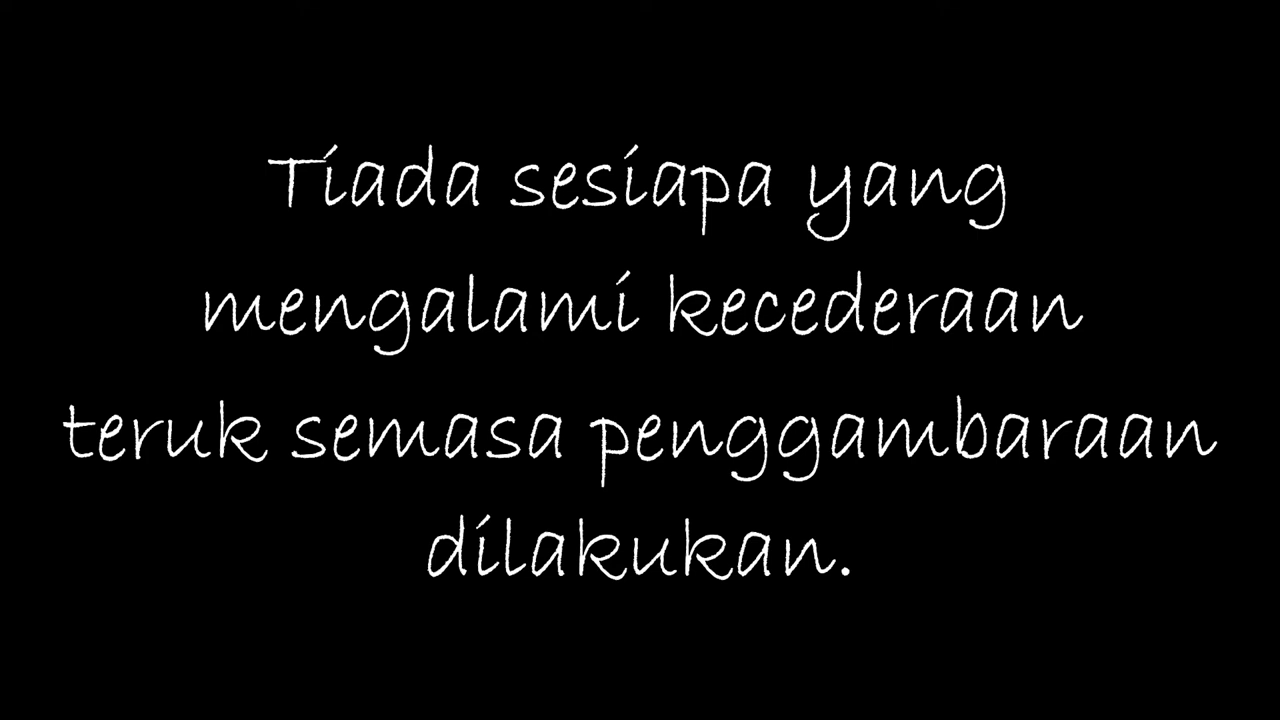 Tiada sesiapa yang
mengalami kecederaan
teruk semasa penggambaraan
dilakukan.